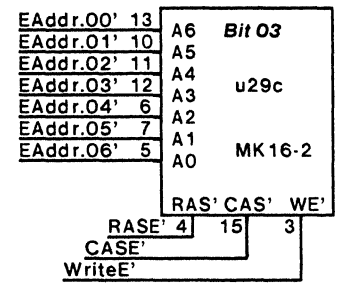 EAddr.00' 13 A6 Bit 03
EAddr.01' 10 A5
EAddr.02' 11 A4 u29c
EAddr.03' 12 A3
EAddr.04' 6 A2
EAddr.05' 7 A1 MK16-2
EAddr.06' 5 A0
RAS' CAS' WE'
RASE' 4 15 3
CASE'
WriteE'